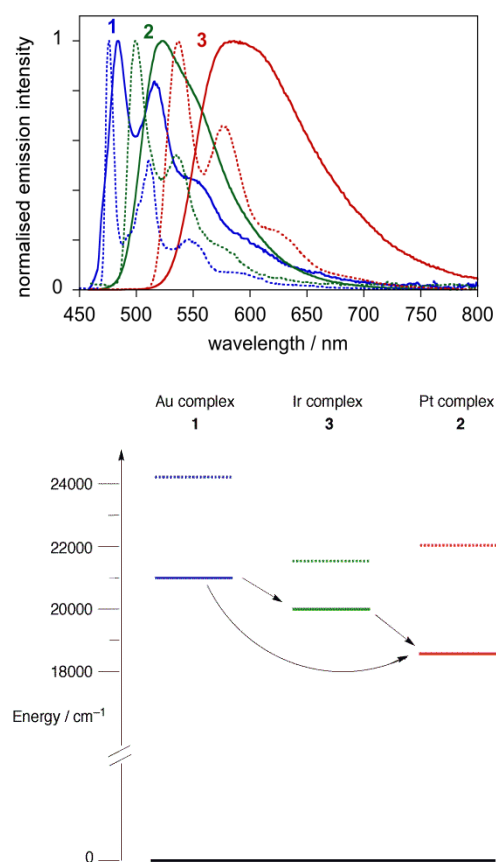 1 2 3
1
normalised emission intensity
0
450 500 550 600 650 700 750 800
wavelength / nm
Au complex Ir complex Pt complex
1 3 2
24000
22000
20000
18000
Energy / cm⁻¹
0